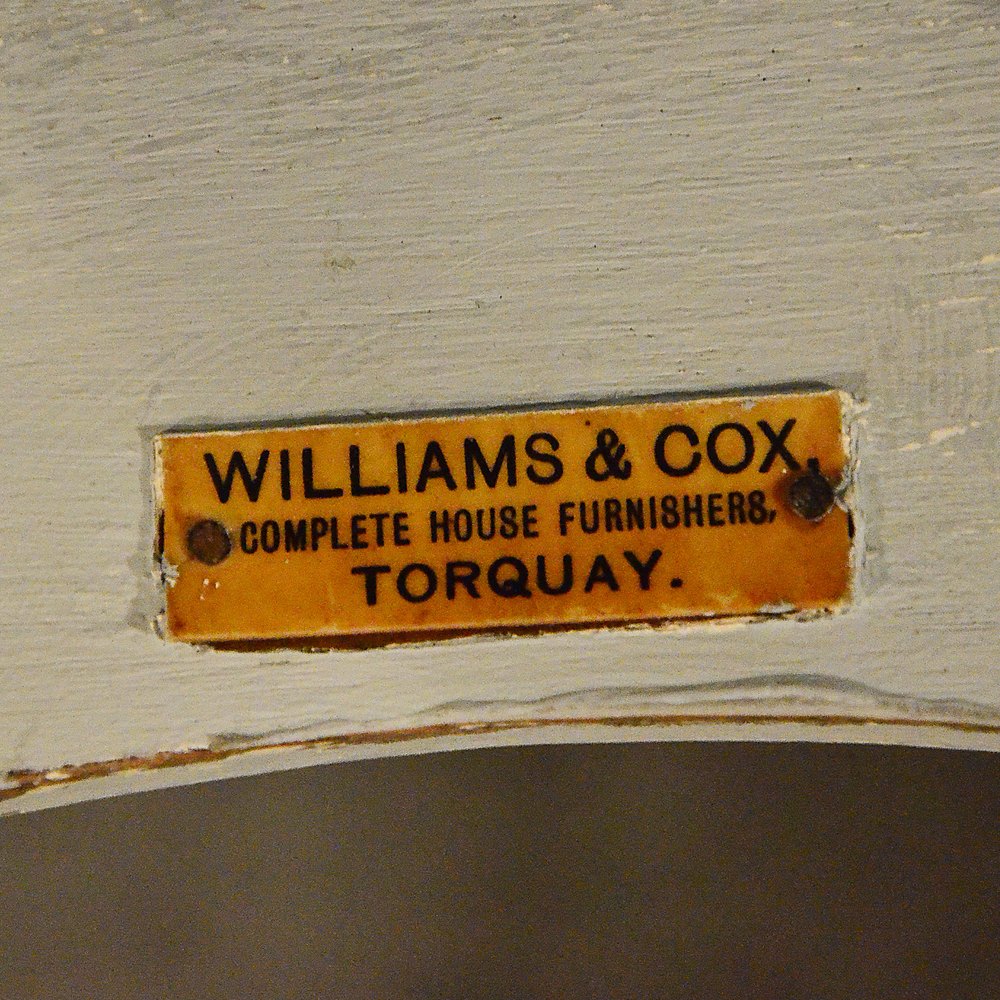 WILLIAMS & COX,
COMPLETE HOUSE FURNISHERS,
TORQUAY.